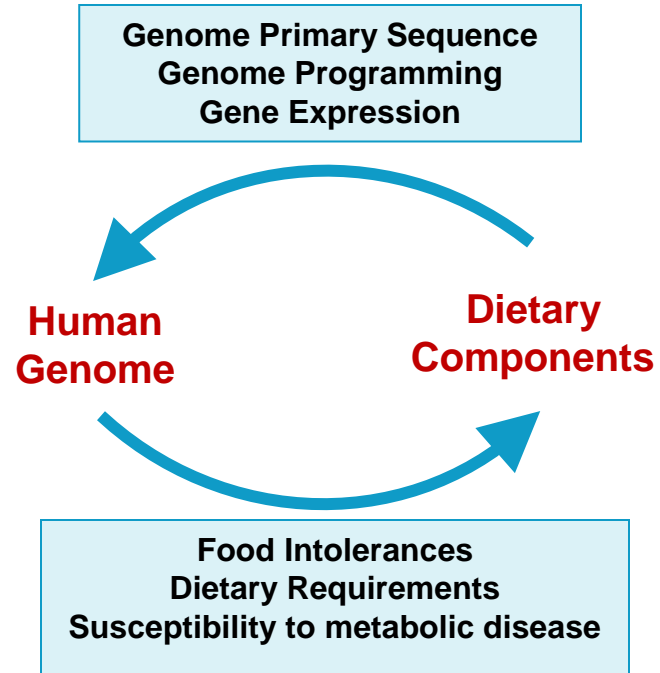 Genome Primary Sequence
Genome Programming
Gene Expression
Human
Genome
Dietary
Components
Food Intolerances
Dietary Requirements
Susceptibility to metabolic disease